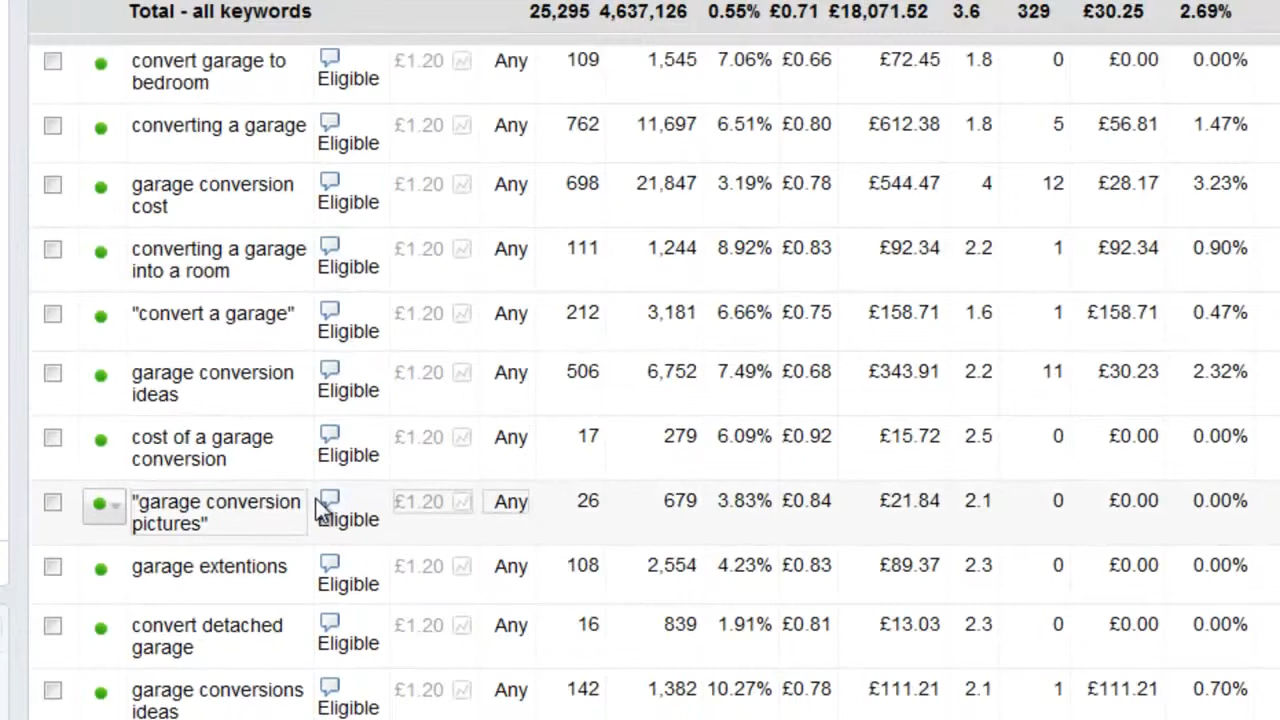 Total - all keywords 25,295 4,637,126 0.55% £0.71 £18,071.52 3.6 329 £30.25 2.69%
convert garage to £1.20 Any 109 1,545 7.06% £0.66 £72.45 1.8 0 £0.00 0.00%
bedroom Eligible
converting a garage £1.20 Any 762 11,697 6.51% £0.80 £612.38 1.8 5 £56.81 1.47%
Eligible
garage conversion £1.20 Any 698 21,847 3.19% £0.78 £544.47 4 12 £28.17 3.23%
cost Eligible
converting a garage £1.20 Any 111 1,244 8.92% £0.83 £92.34 2.2 1 £92.34 0.90%
into a room Eligible
"convert a garage" £1.20 Any 212 3,181 6.66% £0.75 £158.71 1.6 1 £158.71 0.47%
Eligible
garage conversion £1.20 Any 506 6,752 7.49% £0.68 £343.91 2.2 11 £30.23 2.32%
ideas Eligible
cost of a garage £1.20 Any 17 279 6.09% £0.92 £15.72 2.5 0 £0.00 0.00%
conversion Eligible
"garage conversion £1.20 Any 26 679 3.83% £0.84 £21.84 2.1 0 £0.00 0.00%
pictures" Eligible
garage extentions £1.20 Any 108 2,554 4.23% £0.83 £89.37 2.3 0 £0.00 0.00%
Eligible
convert detached £1.20 Any 16 839 1.91% £0.81 £13.03 2.3 0 £0.00 0.00%
garage Eligible
garage conversions £1.20 Any 142 1,382 10.27% £0.78 £111.21 2.1 1 £111.21 0.70%
ideas Eligible